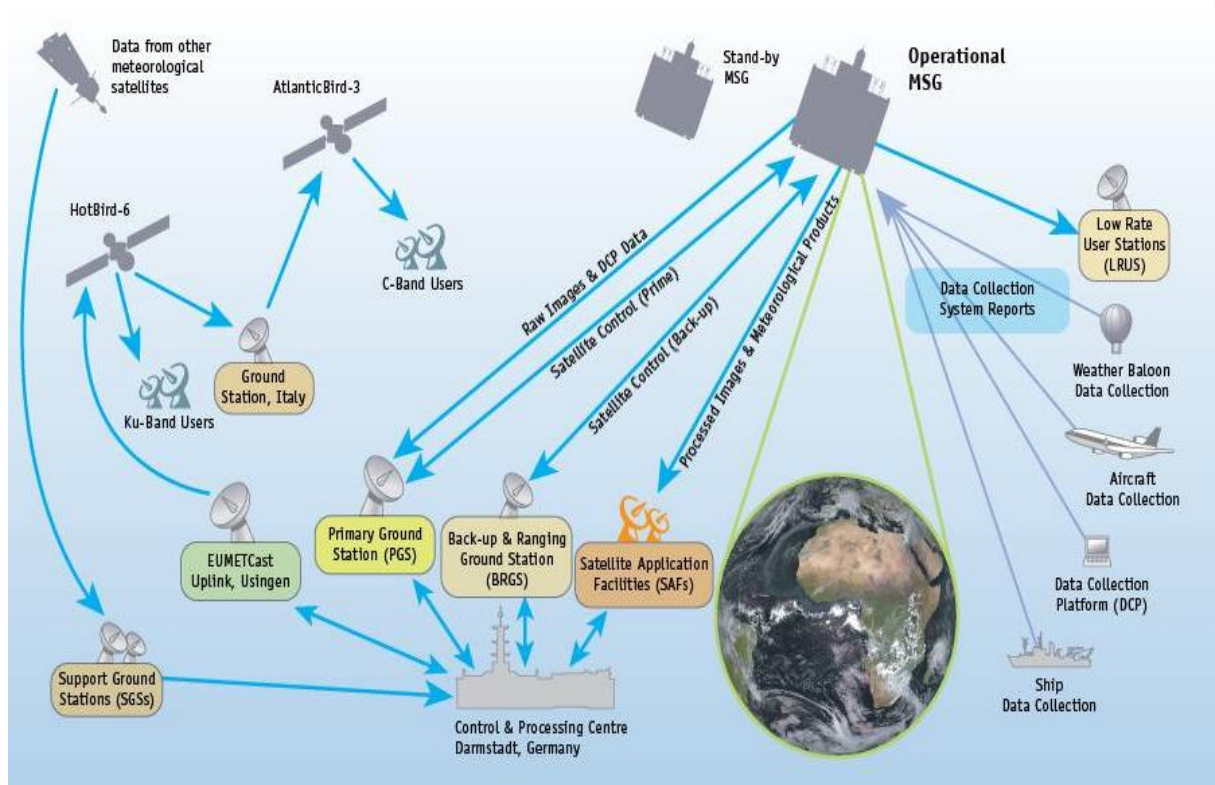 Data from other
meteorological
satellites
AtlanticBird-3
Stand-by
MSG
Operational
MSG
HotBird-6
C-Band Users
Low Rate
User Stations
(LRUS)
Raw Images & DCP Data
Satellite Control (Prime)
Satellite Control (Back-up)
Processed Images & Meteorological Products
Data Collection
System Reports
Ground
Station, Italy
Ku-Band Users
Weather Baloon
Data Collection
Aircraft
Data Collection
EUMETCast
Uplink, Usingen
Primary Ground
Station (PGS)
Back-up & Ranging
Ground Station
(BRGS)
Satellite Application
Facilities (SAFs)
Data Collection
Platform (DCP)
Support Ground
Stations (SGSs)
Control & Processing Centre
Darmstadt, Germany
Ship
Data Collection